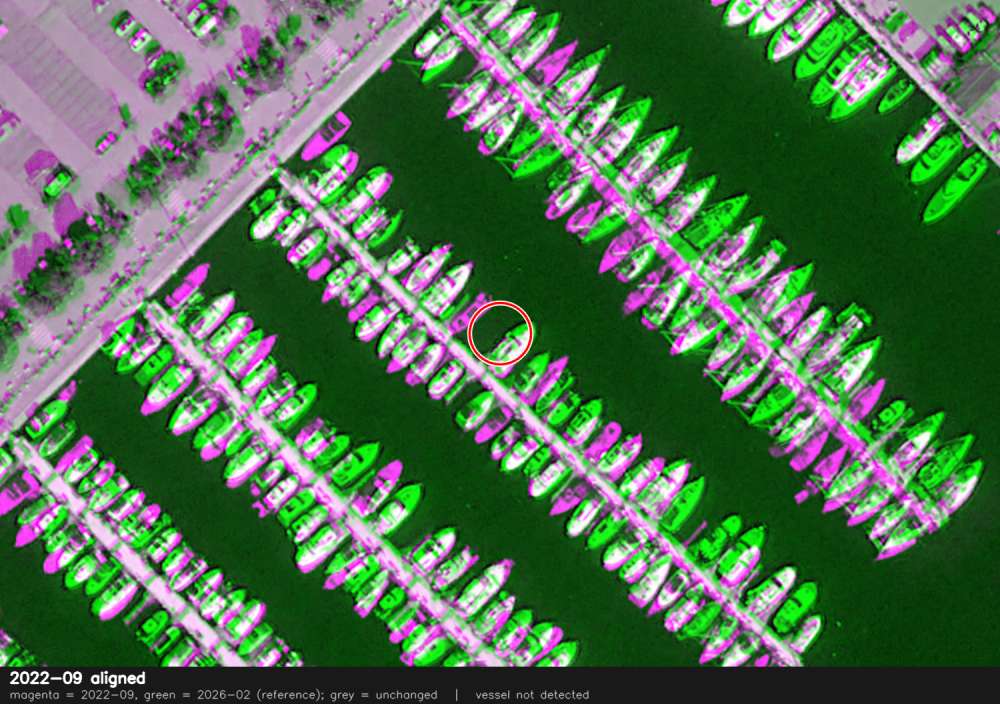 2022-09 aligned
magenta = 2022-09, green = 2026-02 (reference); grey = unchanged | vessel not detected